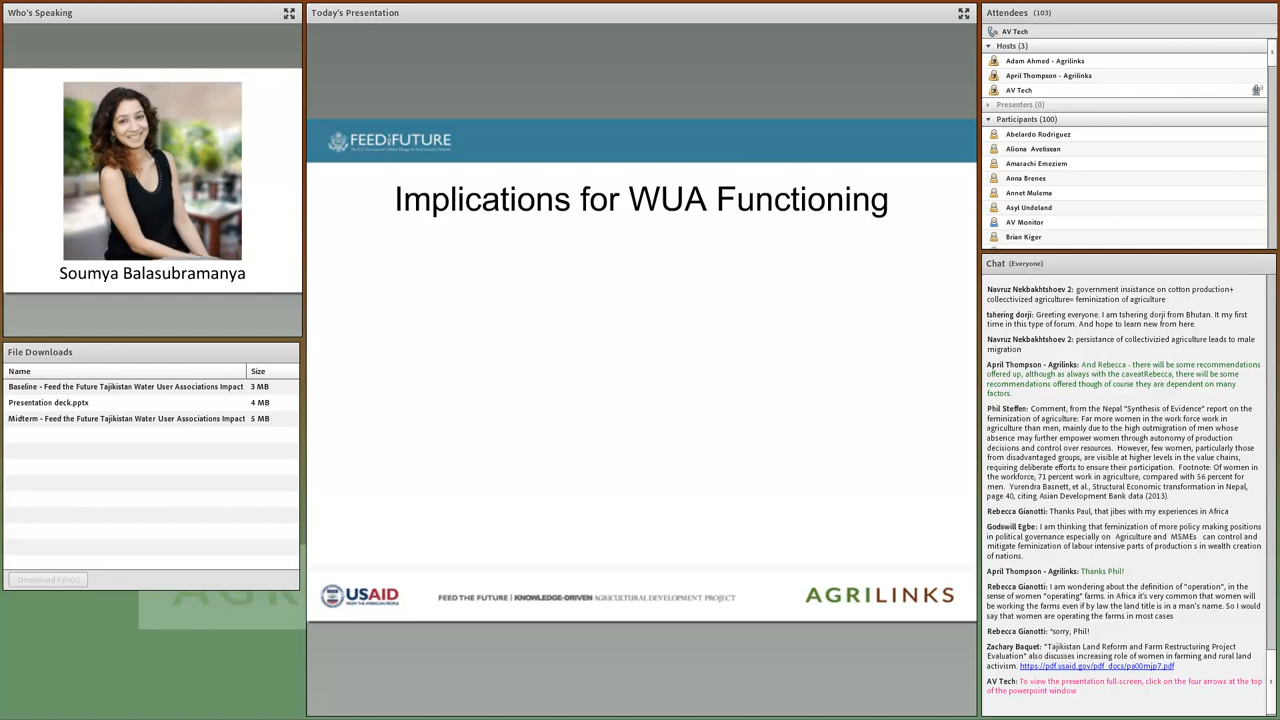 Who's Speaking
Soumya Balasubramanya
File Downloads
Name Size
Baseline - Feed the Future Tajikistan Water User Associations Impact 3 MB
Presentation deck.pptx 4 MB
Midterm - Feed the Future Tajikistan Water User Associations Impact 5 MB
Download File(s)
Today's Presentation
FEED THE FUTURE
Implications for WUA Functioning
USAID
FROM THE AMERICAN PEOPLE
FEED THE FUTURE | KNOWLEDGE-DRIVEN AGRICULTURAL DEVELOPMENT PROJECT
AGRILINKS
Attendees (103)
AV Tech
Hosts (3)
Adam Ahmed - Agrilinks
April Thompson - Agrilinks
AV Tech
Presenters (0)
Participants (100)
Abelardo Rodriguez
Aliona Avetisean
Amarachi Emeziem
Anna Brenes
Annet Mulema
Asyl Undeland
AV Monitor
Brian Kiger
Chat (Everyone)
Navruz Nekbakhtshoev 2: government insistance on cotton production+
collecctivized agriculture= feminization of agriculture
tshering dorji: Greeting everyone. I am tshering dorji from Bhutan. It my first
time in this type of forum. And hope to learn new from here.
Navruz Nekbakhtshoev 2: persistance of collectivizied agriculture leads to male
migration
April Thompson - Agrilinks: And Rebecca - there will be some recommendations
offered up, although as always with the caveatRebecca, there will be some
recommendations offered though of course they are dependent on many
factors.
Phil Steffen: Comment, from the Nepal "Synthesis of Evidence" report on the
feminization of agriculture: Far more women in the work force work in
agriculture than men, mainly due to the high outmigration of men whose
absence may further empower women through autonomy of production
decisions and control over resources. However, few women, particularly those
from disadvantaged groups, are visible at higher levels in the value chains,
requiring deliberate efforts to ensure their participation. Footnote: Of women in
the workforce, 71 percent work in agriculture, compared with 56 percent for
men. Yurendra Basnett, et al., Structural Economic transformation in Nepal,
page 40, citing Asian Development Bank data (2013).
Rebecca Gianotti: Thanks Paul, that jibes with my experiences in Africa
Godswill Egbe: I am thinking that feminization of more policy making positions
in political governance especially on Agriculture and MSMEs can control and
mitigate feminization of labour intensive parts of production s in wealth creation
of nations.
April Thompson - Agrilinks: Thanks Phil!
Rebecca Gianotti: I am wondering about the definition of "operation", in the
sense of women "operating" farms. in Africa it's very common that women will
be working the farms even if by law the land title is in a man's name. So I would
say that women are operating the farms in most cases
Rebecca Gianotti: *sorry, Phil!
Zachary Baquet: "Tajikistan Land Reform and Farm Restructuring Project
Evaluation" also discusses increasing role of women in farming and rural land
activism. https://pdf.usaid.gov/pdf_docs/pa00mjp7.pdf
AV Tech: To view the presentation full-screen, click on the four arrows at the top
of the powerpoint window